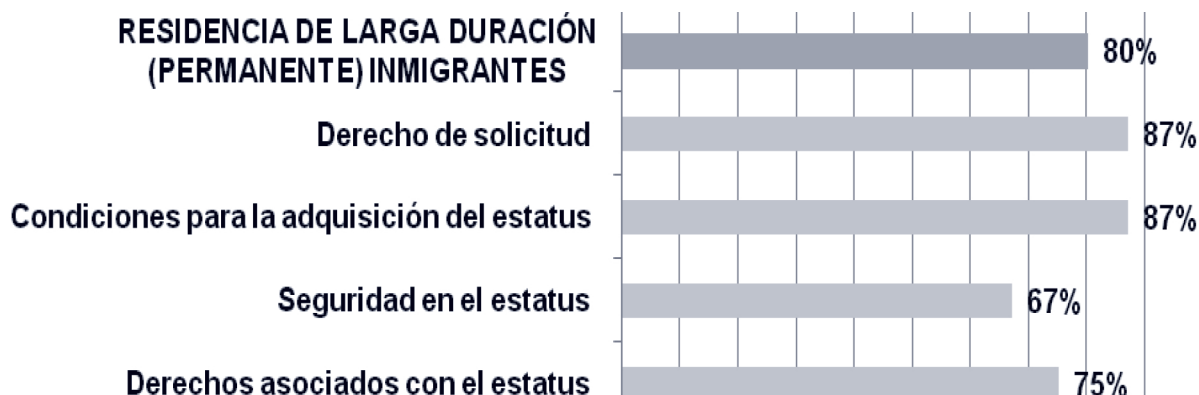 RESIDENCIA DE LARGA DURACIÓN
(PERMANENTE) INMIGRANTES
80%
Derecho de solicitud
87%
Condiciones para la adquisición del estatus
87%
Seguridad en el estatus
67%
Derechos asociados con el estatus
75%